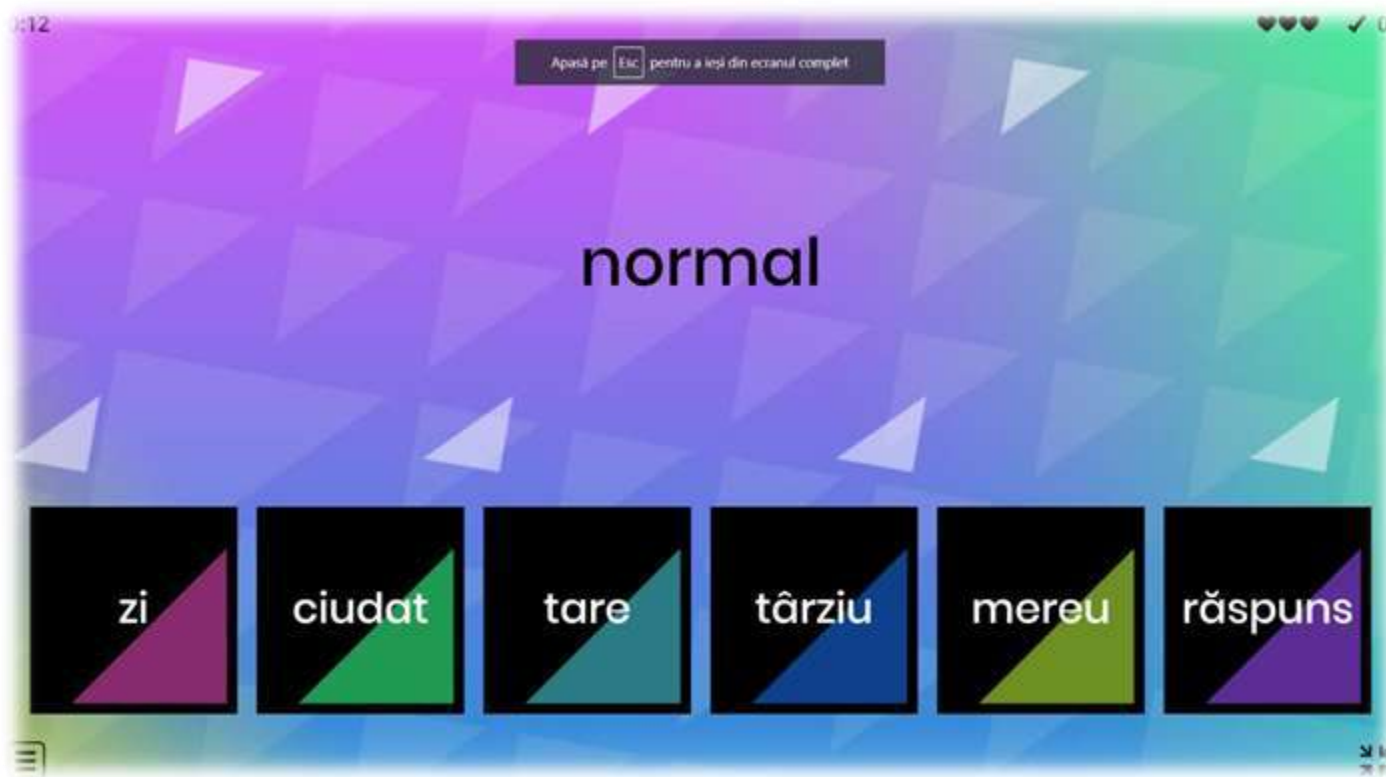 :12
Apasă pe Esc pentru a ieși din ecranul complet
normal
zi
ciudat
tare
târziu
mereu
răspuns